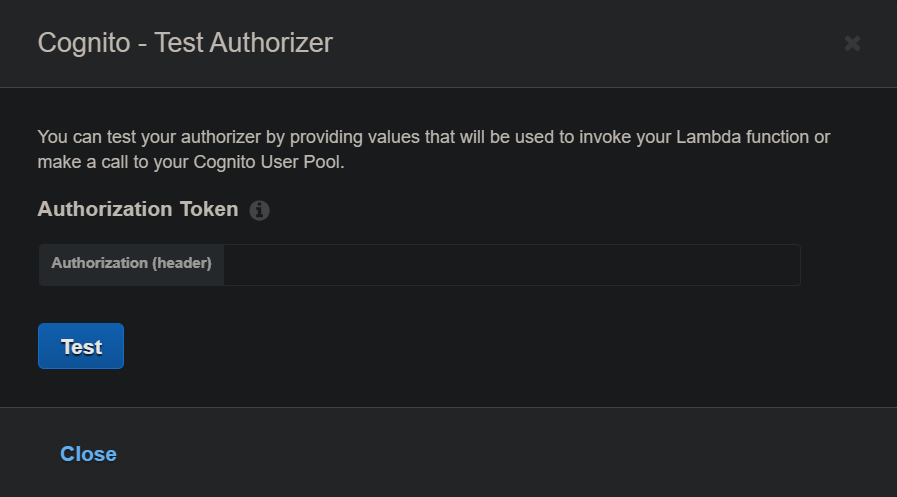 Cognito - Test Authorizer
You can test your authorizer by providing values that will be used to invoke your Lambda function or
make a call to your Cognito User Pool.
Authorization Token
Authorization (header)
Test
Close